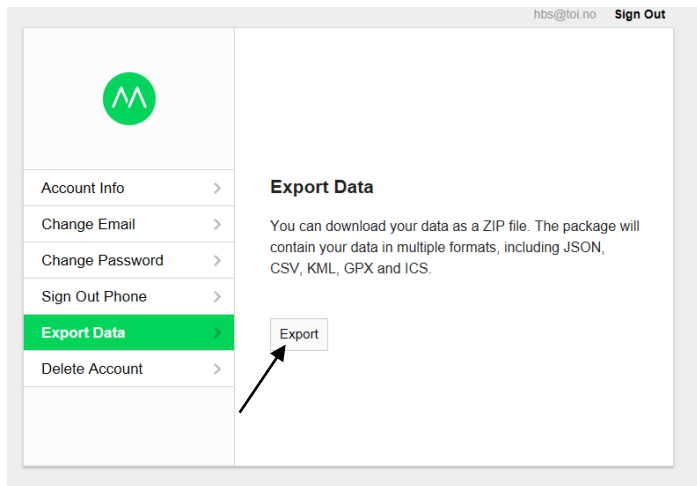 hbs@toi.no Sign Out
Account Info
Change Email
Change Password
Sign Out Phone
Export Data
Delete Account
Export Data
You can download your data as a ZIP file. The package will
contain your data in multiple formats, including JSON,
CSV, KML, GPX and ICS.
Export